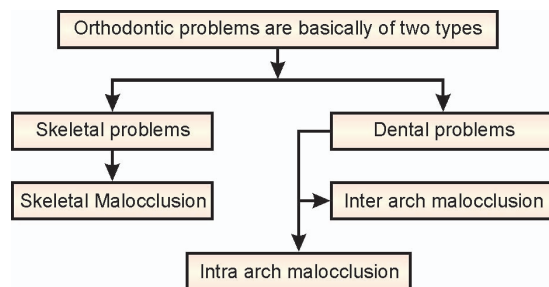 Orthodontic problems are basically of two types
Skeletal problems
Dental problems
Skeletal Malocclusion
Inter arch malocclusion
Intra arch malocclusion